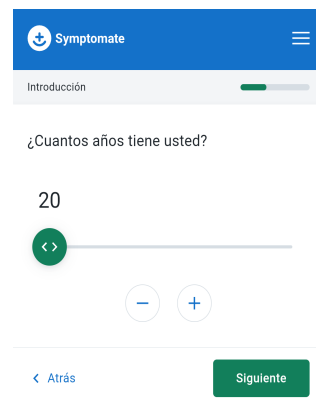 Symptomate
Introducción
¿Cuantos años tiene usted?
20
Atrás
Siguiente